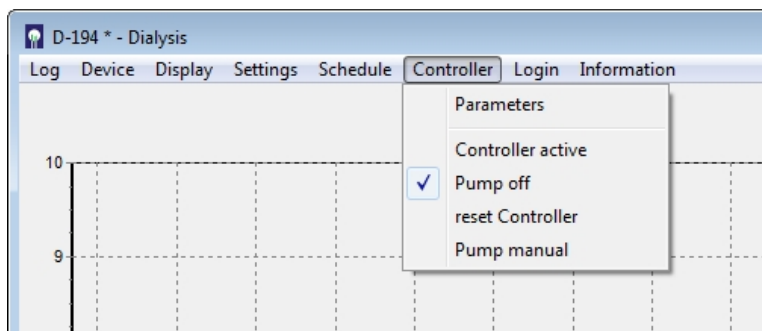 D-194 * - Dialysis
Log Device Display Settings Schedule Controller Login Information
Parameters
Controller active
Pump off
reset Controller
Pump manual
10
9